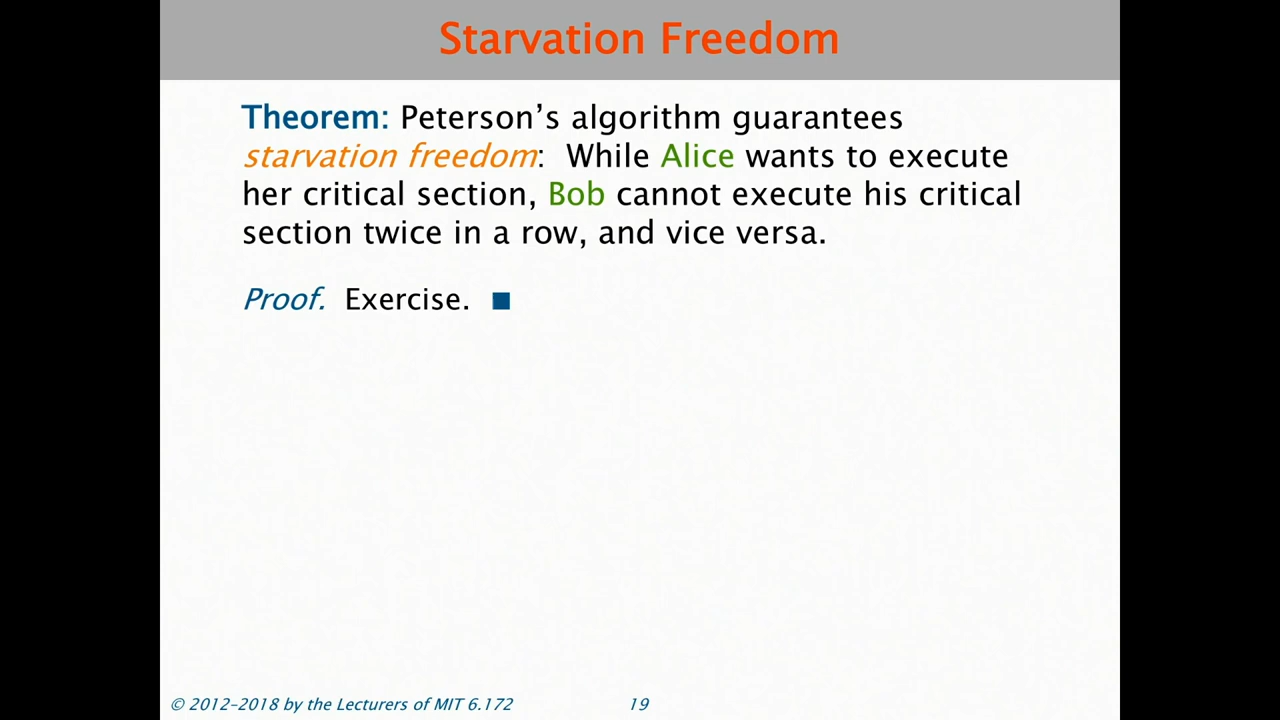 Starvation Freedom
Theorem: Peterson’s algorithm guarantees
starvation freedom: While Alice wants to execute
her critical section, Bob cannot execute his critical
section twice in a row, and vice versa.
Proof. Exercise. ■
© 2012–2018 by the Lecturers of MIT 6.172
19